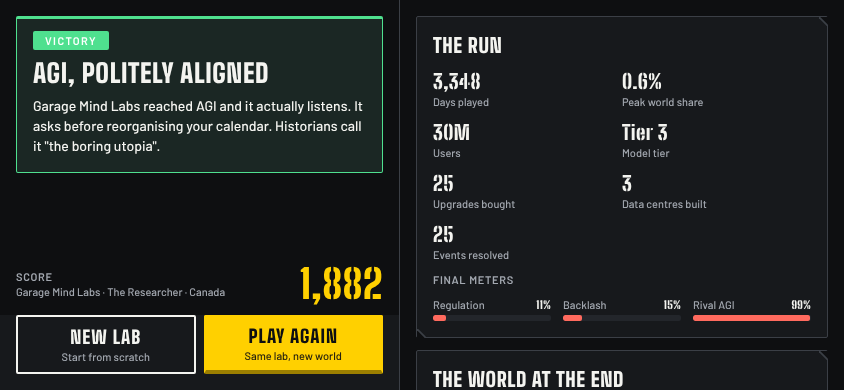 VICTORY
AGI, POLITELY ALIGNED
Garage Mind Labs reached AGI and it actually listens. It
asks before reorganising your calendar. Historians call
it "the boring utopia".
SCORE
Garage Mind Labs · The Researcher · Canada
1,882
NEW LAB
Start from scratch
PLAY AGAIN
Same lab, new world
THE RUN
3,348
Days played
0.6%
Peak world share
30M
Users
Tier 3
Model tier
25
Upgrades bought
3
Data centres built
25
Events resolved
FINAL METERS
Regulation 11%
Backlash 15%
Rival AGI 99%
THE WORLD AT THE END